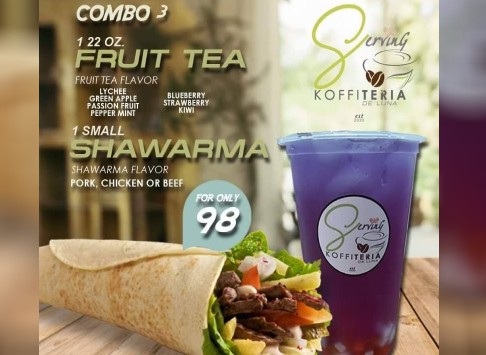 COMBO 3
1 22 OZ.
FRUIT TEA
FRUIT TEA FLAVOR
LYCHEE
GREEN APPLE
PASSION FRUIT
PEPPER MINT
BLUEBERRY
STRAWBERRY
KIWI
1 SMALL
SHAWARMA
SHAWARMA FLAVOR
PORK, CHICKEN OR BEEF
FOR ONLY
98
Serving
KOFFITERIA
DE LUNA
Serving
KOFFITERIA
DE LUNA